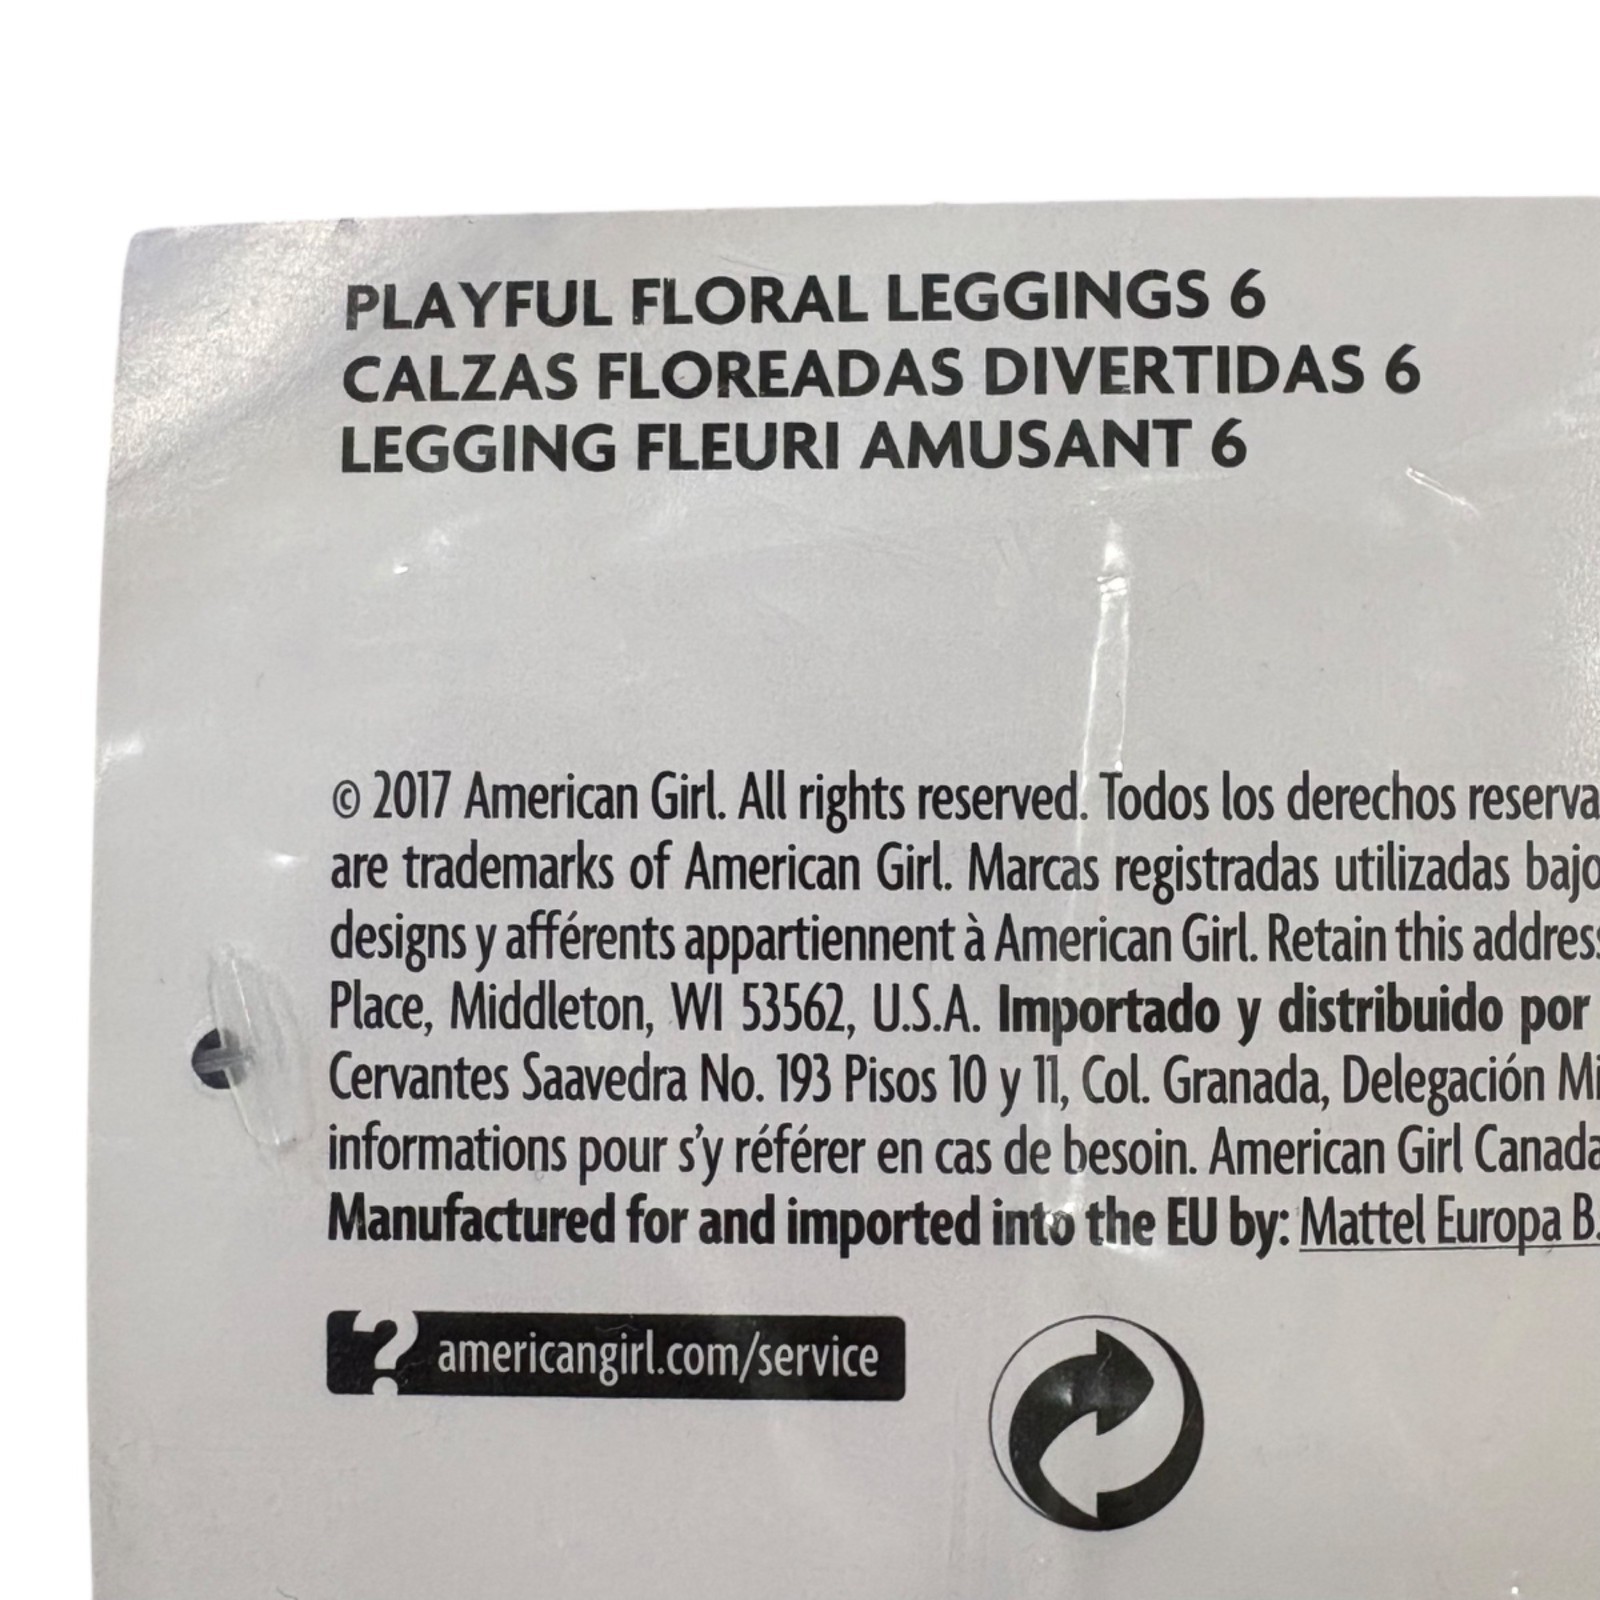 PLAYFUL FLORAL LEGGINGS 6
CALZAS FLOREADAS DIVERTIDAS 6
LEGGING FLEURI AMUSANT 6
© 2017 American Girl. All rights reserved. Todos los derechos reserva
are trademarks of American Girl. Marcas registradas utilizadas bajo
designs y afférents appartiennent à American Girl. Retain this address
Place, Middleton, WI 53562, U.S.A. Importado y distribuido por
Cervantes Saavedra No. 193 Pisos 10 y 11, Col. Granada, Delegación Mi
informations pour s'y référer en cas de besoin. American Girl Canada
Manufactured for and imported into the EU by: Mattel Europa B.
? americangirl.com/service